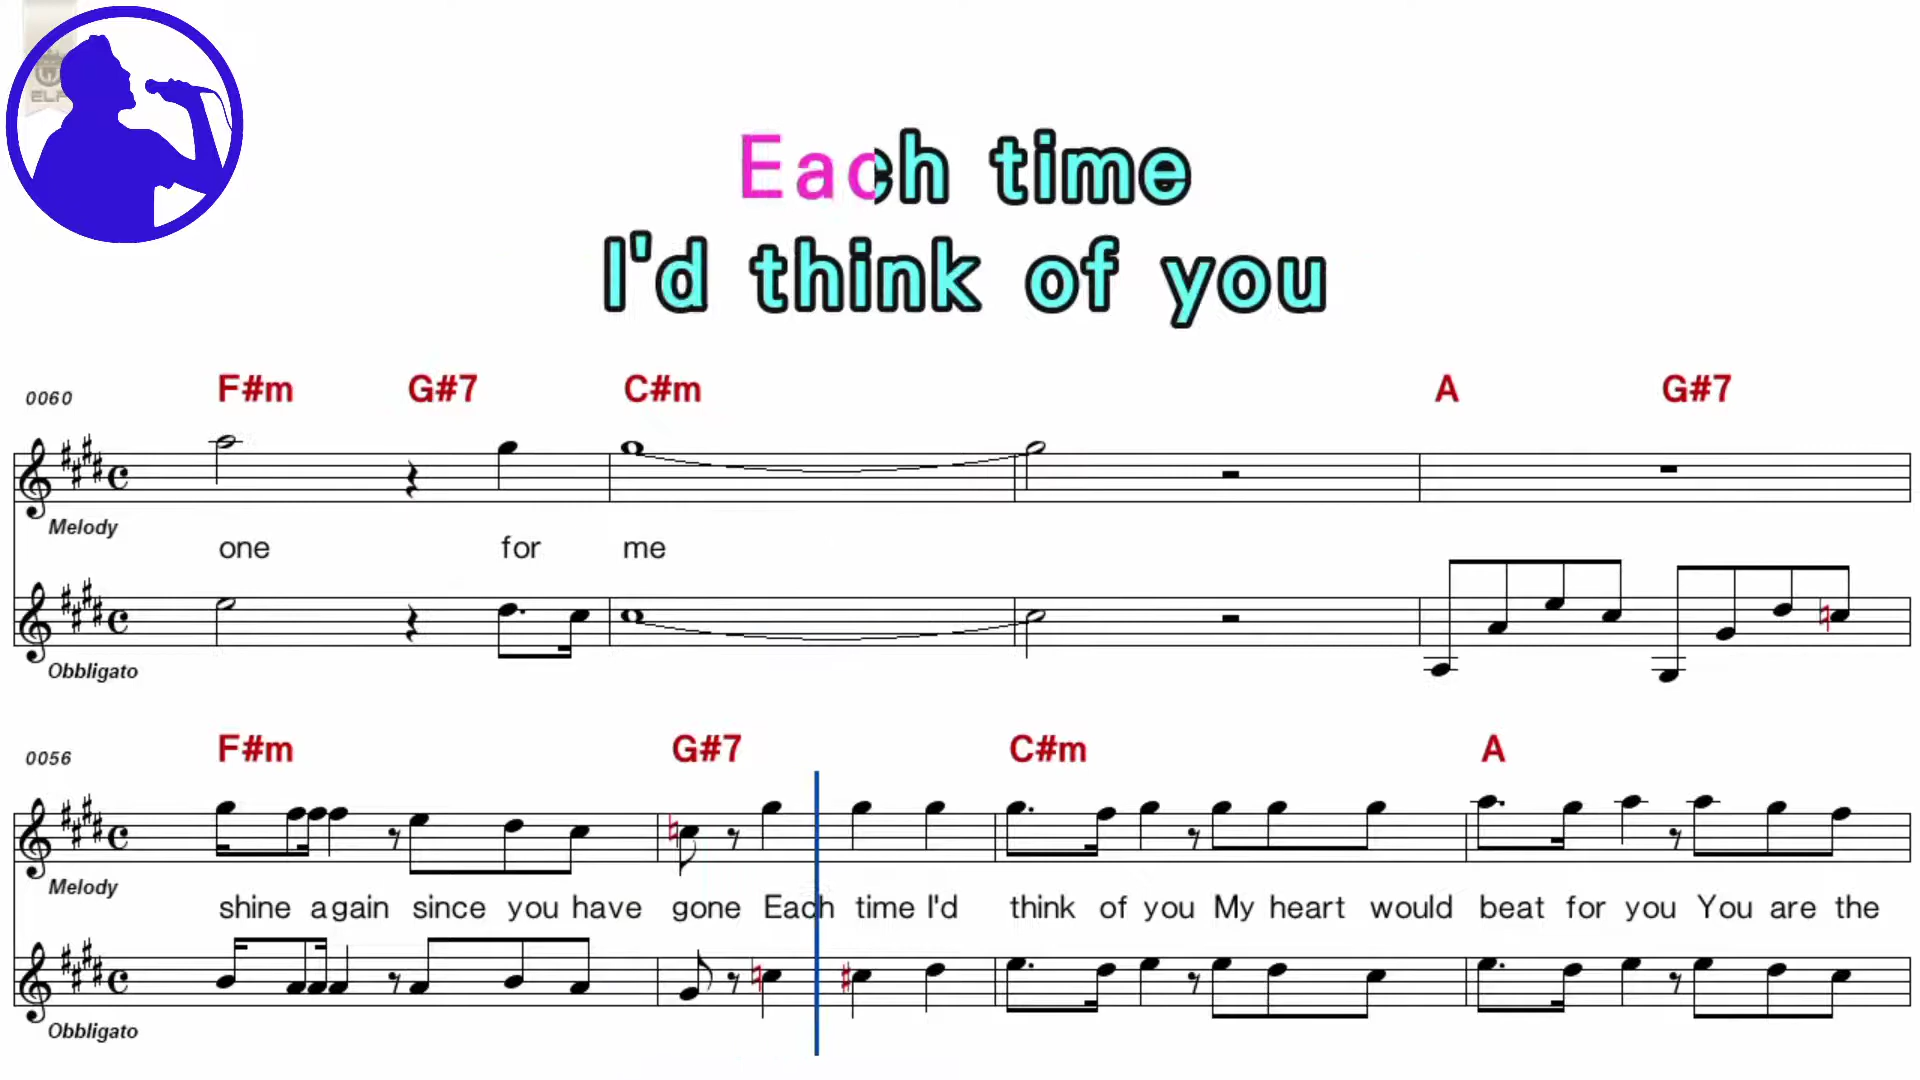 ELF
Each time
I'd think of you
0060 F#m G#7 C#m A G#7
Melody
one for me
Obbligato
0056 F#m G#7 C#m A
Melody
shine again since you have gone Each time I'd think of you My heart would beat for you You are the
Obbligato